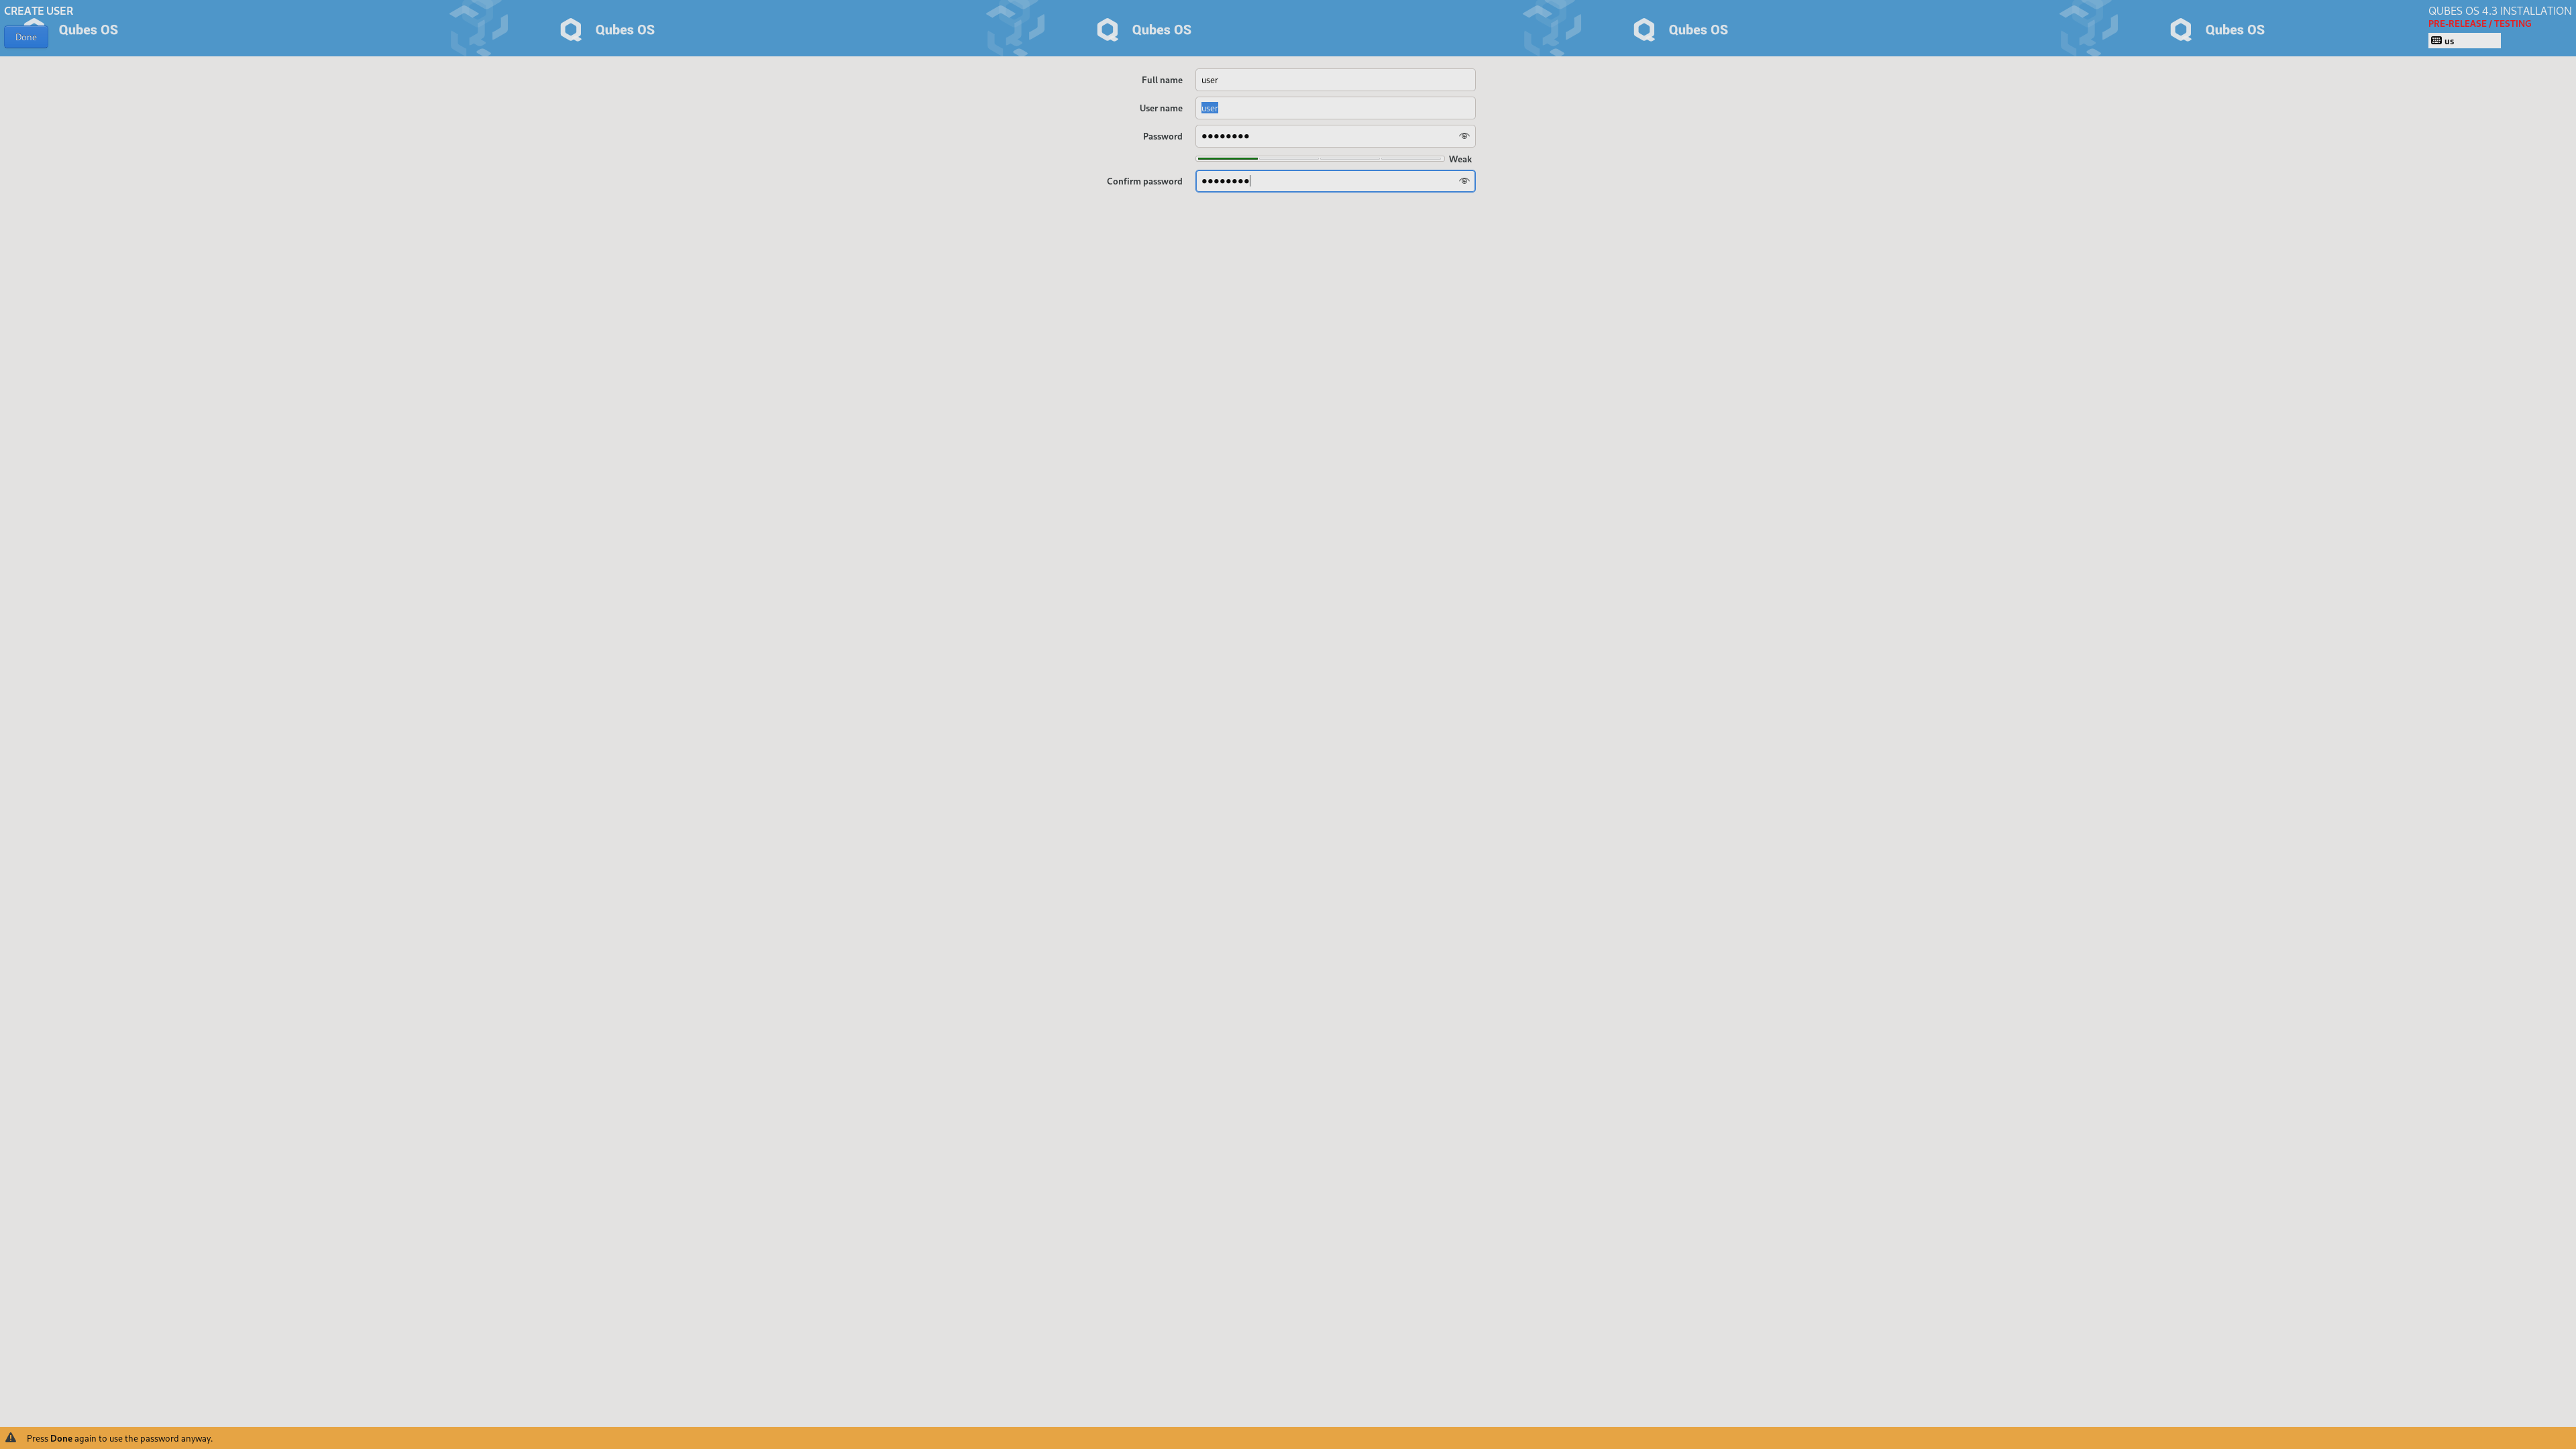 CREATE USER
Done
Qubes OS
Qubes OS
Qubes OS
Qubes OS
Qubes OS
QUBES OS 4.3 INSTALLATION
PRE-RELEASE / TESTING
us
Full name user
User name user
Password ●●●●●●●●
Weak
Confirm password ●●●●●●●●
Press Done again to use the password anyway.